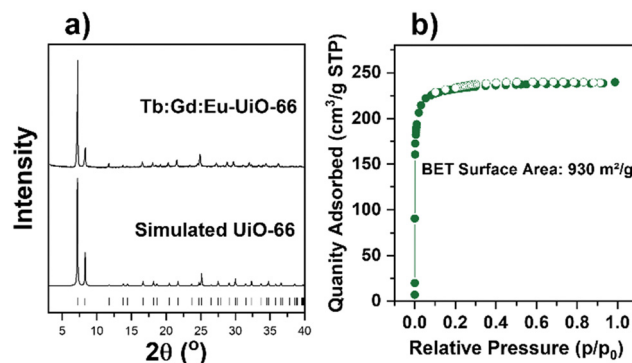 a)
Tb:Gd:Eu-UiO-66
Simulated UiO-66
Intensity
5 10 15 20 25 30 35 40
2θ (°)
b)
Quanity Adsorbed (cm³/g STP)
300
250
200
150
100
50
0
BET Surface Area: 930 m²/g
0.0 0.2 0.4 0.6 0.8 1.0
Relative Pressure (p/p₀)